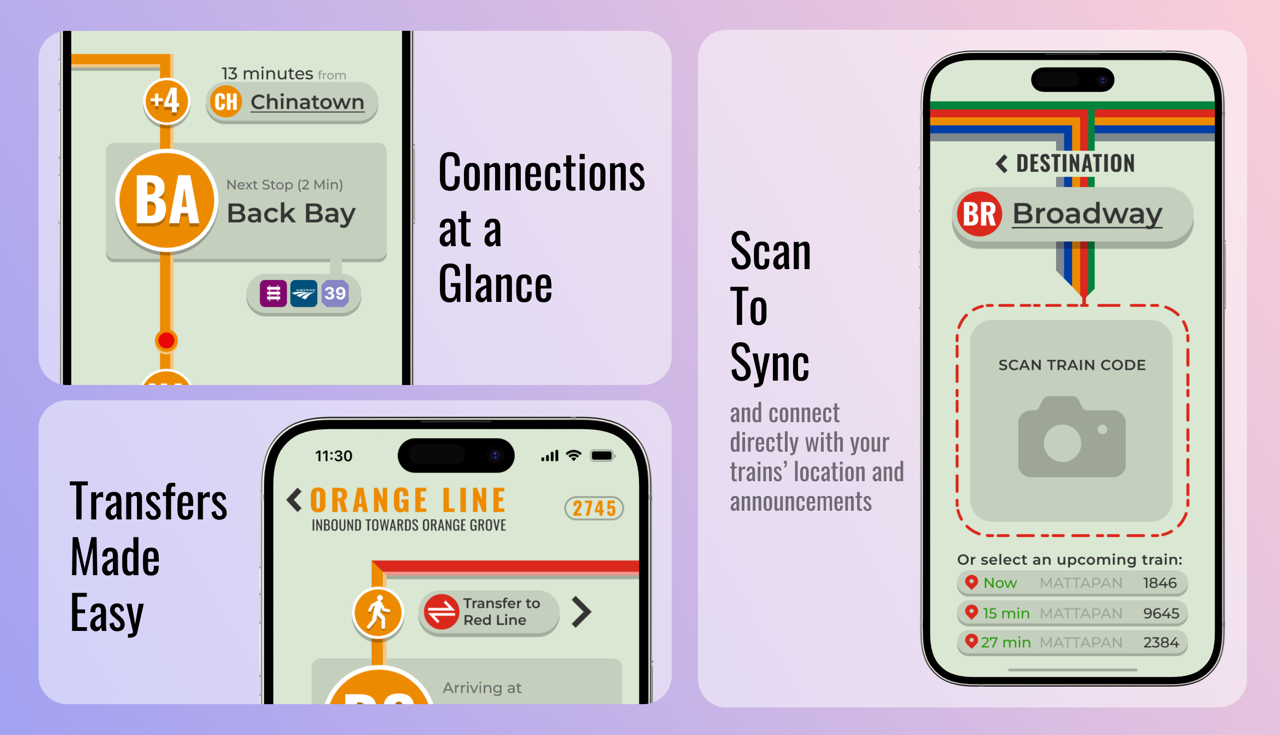 13 minutes from
+4
CH Chinatown
BA
Next Stop (2 Min)
Back Bay
39
Connections
at a
Glance
Transfers
Made
Easy
11:30
ORANGE LINE
INBOUND TOWARDS ORANGE GROVE
2745
Transfer to
Red Line
Arriving at
Scan
To
Sync
and connect
directly with your
trains’ location and
announcements
DESTINATION
BR Broadway
SCAN TRAIN CODE
Or select an upcoming train:
Now MATTAPAN 1846
15 min MATTAPAN 9645
27 min MATTAPAN 2384